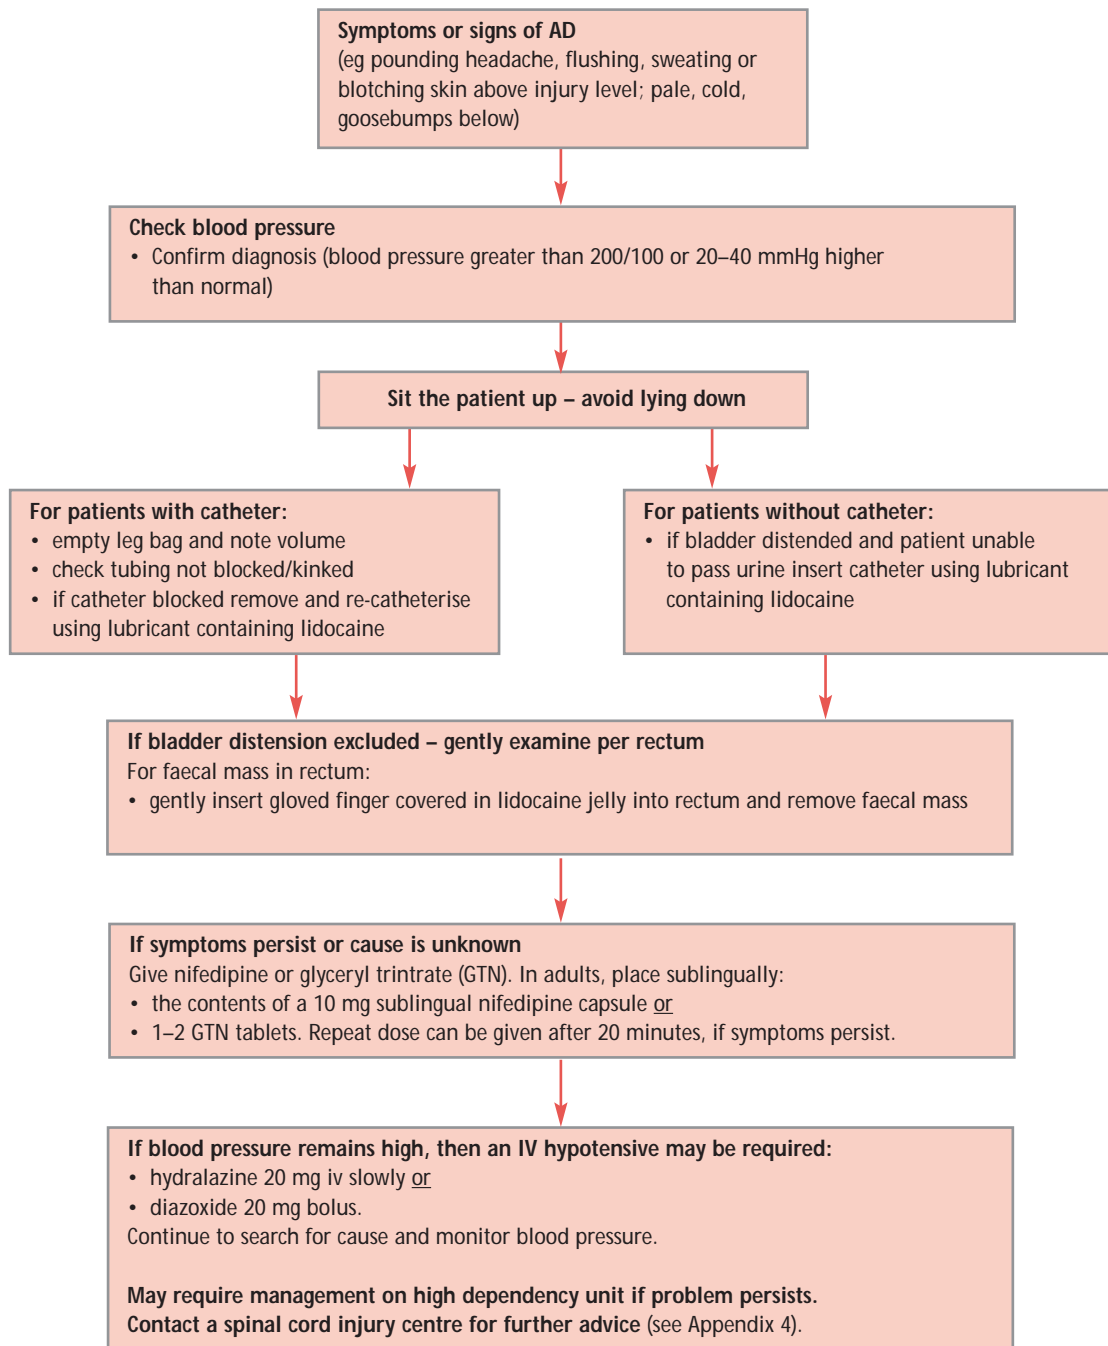 Symptoms or signs of AD
(eg pounding headache, flushing, sweating or
blotching skin above injury level; pale, cold,
goosebumps below)
Check blood pressure
• Confirm diagnosis (blood pressure greater than 200/100 or 20–40 mmHg higher
than normal)
Sit the patient up – avoid lying down
For patients with catheter:
• empty leg bag and note volume
• check tubing not blocked/kinked
• if catheter blocked remove and re-catheterise
using lubricant containing lidocaine
For patients without catheter:
• if bladder distended and patient unable
to pass urine insert catheter using lubricant
containing lidocaine
If bladder distension excluded – gently examine per rectum
For faecal mass in rectum:
• gently insert gloved finger covered in lidocaine jelly into rectum and remove faecal mass
If symptoms persist or cause is unknown
Give nifedipine or glyceryl trintrate (GTN). In adults, place sublingually:
• the contents of a 10 mg sublingual nifedipine capsule or
• 1–2 GTN tablets. Repeat dose can be given after 20 minutes, if symptoms persist.
If blood pressure remains high, then an IV hypotensive may be required:
• hydralazine 20 mg iv slowly or
• diazoxide 20 mg bolus.
Continue to search for cause and monitor blood pressure.
May require management on high dependency unit if problem persists.
Contact a spinal cord injury centre for further advice (see Appendix 4).